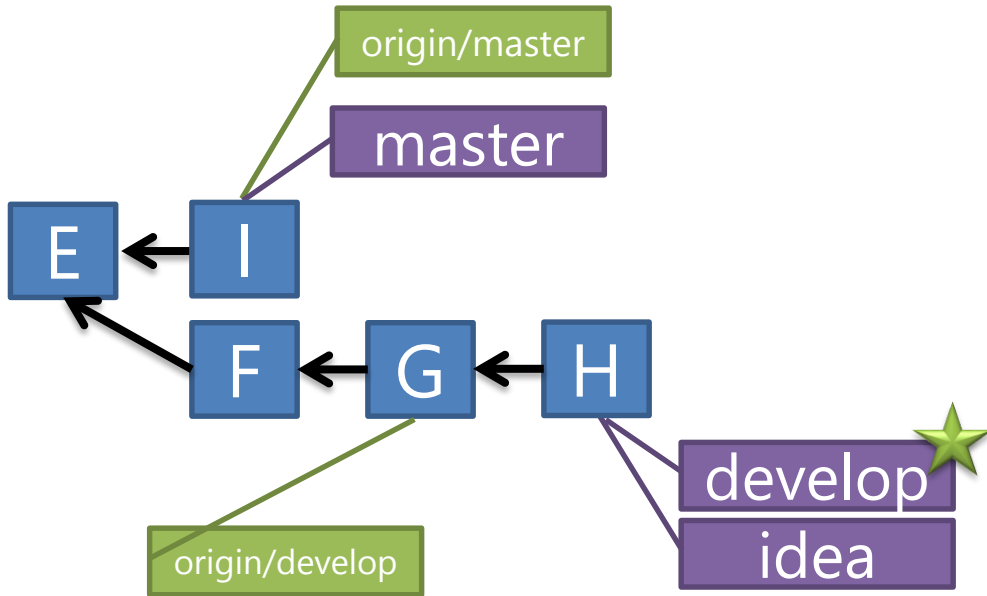 origin/master
master
E
I
F
G
H
develop
idea
origin/develop